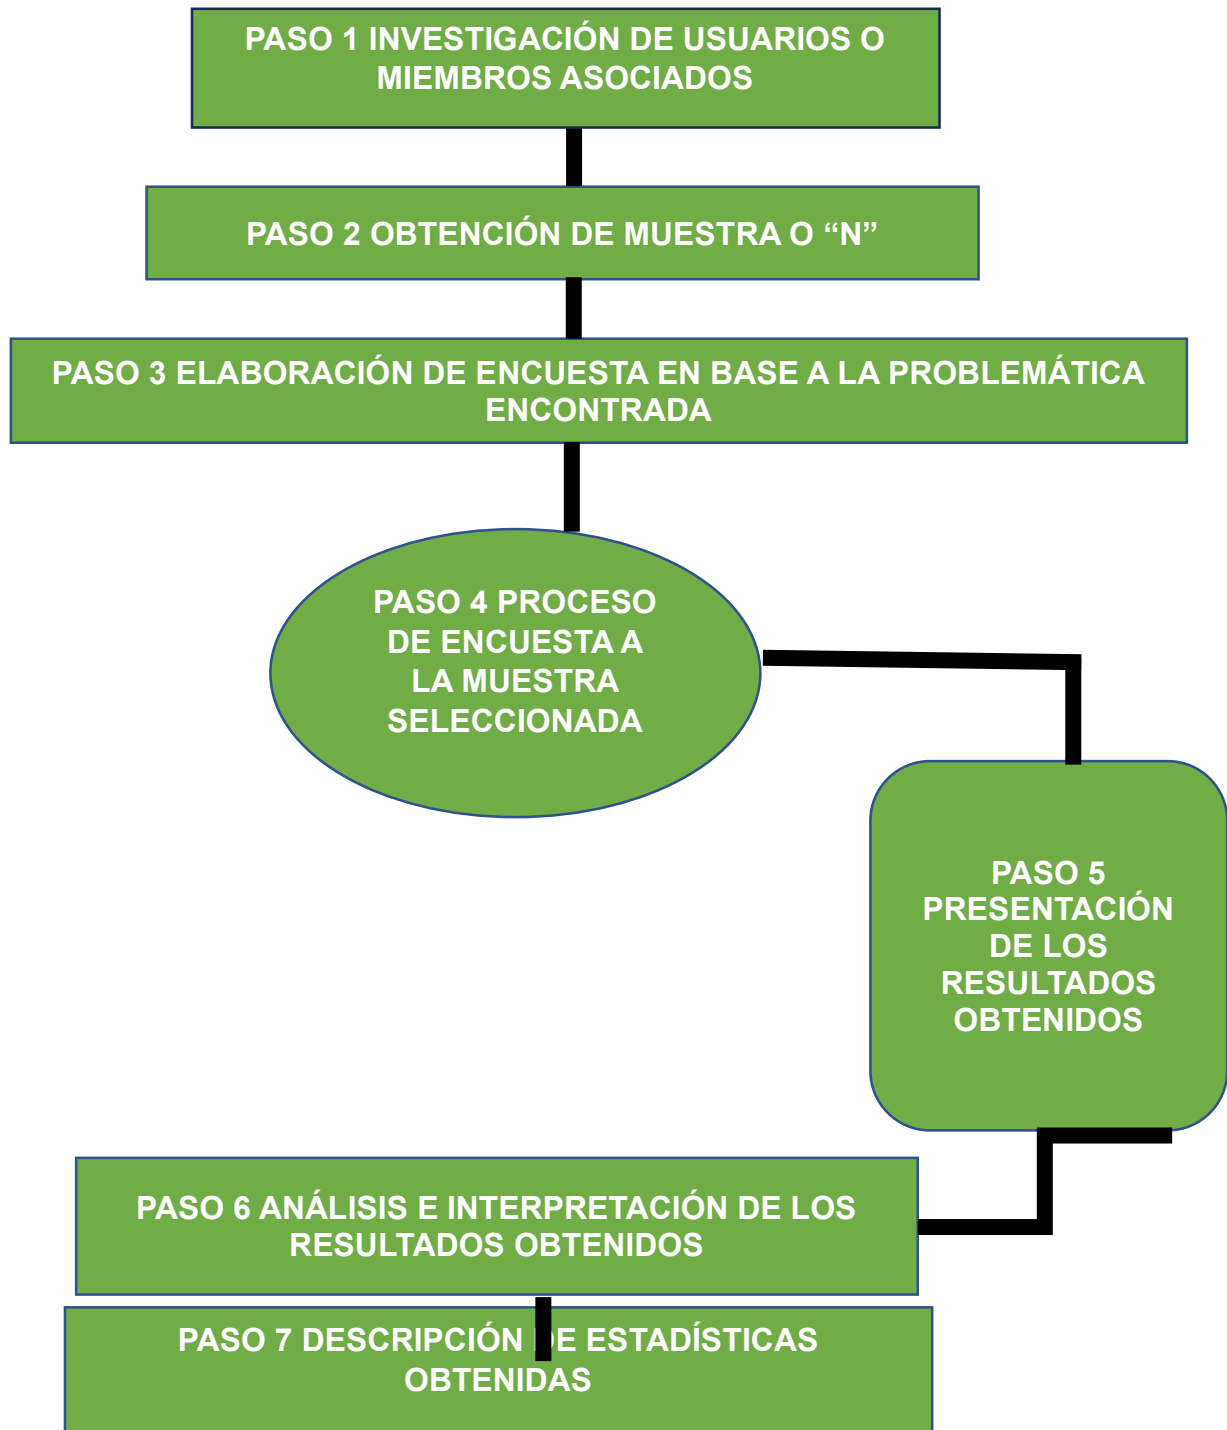 PASO 1 INVESTIGACIÓN DE USUARIOS O
MIEMBROS ASOCIADOS
PASO 2 OBTENCIÓN DE MUESTRA O “N”
PASO 3 ELABORACIÓN DE ENCUESTA EN BASE A LA PROBLEMÁTICA
ENCONTRADA
PASO 4 PROCESO
DE ENCUESTA A
LA MUESTRA
SELECCIONADA
PASO 5
PRESENTACIÓN
DE LOS
RESULTADOS
OBTENIDOS
PASO 6 ANÁLISIS E INTERPRETACIÓN DE LOS
RESULTADOS OBTENIDOS
PASO 7 DESCRIPCIÓN DE ESTADÍSTICAS
OBTENIDAS